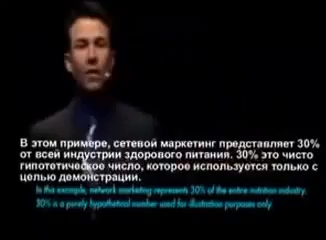 В этом примере, сетевой маркетинг представляет 30%
от всей индустрии здорового питания. 30% это чисто
гипотетическое число, которое используется только с
целью демонстрации.
In this example, network marketing represents 30% of the entire nutrition industry.
30% is a purely hypothetical number used for illustration purposes only.